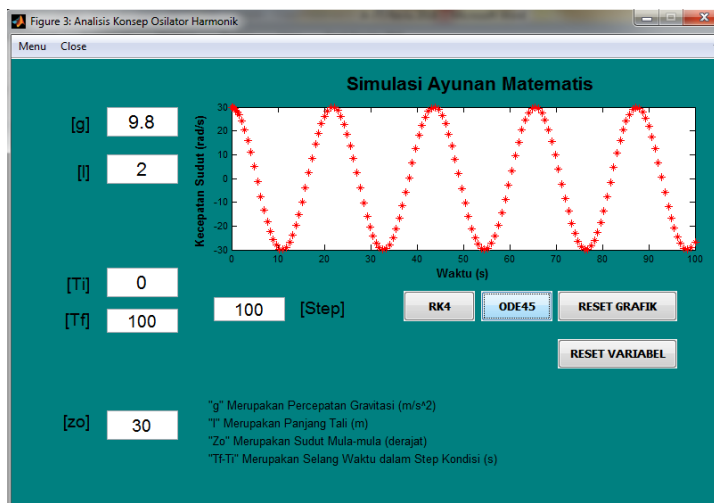 Figure 3: Analisis Konsep Osilator Harmonik
Menu Close
Simulasi Ayunan Matematis
[g] 9.8
[l] 2
Kecepatan Sudut (rad/s)
30
20
10
0
-10
-20
-30
0 10 20 30 40 50 60 70 80 90 100
Waktu (s)
[Ti] 0
[Tf] 100
100 [Step]
RK4 ODE45 RESET GRAFIK
RESET VARIABEL
[zo] 30
"g" Merupakan Percepatan Gravitasi (m/s^2)
"l" Merupakan Panjang Tali (m)
"Zo" Merupakan Sudut Mula-mula (derajat)
"Tf-Ti" Merupakan Selang Waktu dalam Step Kondisi (s)